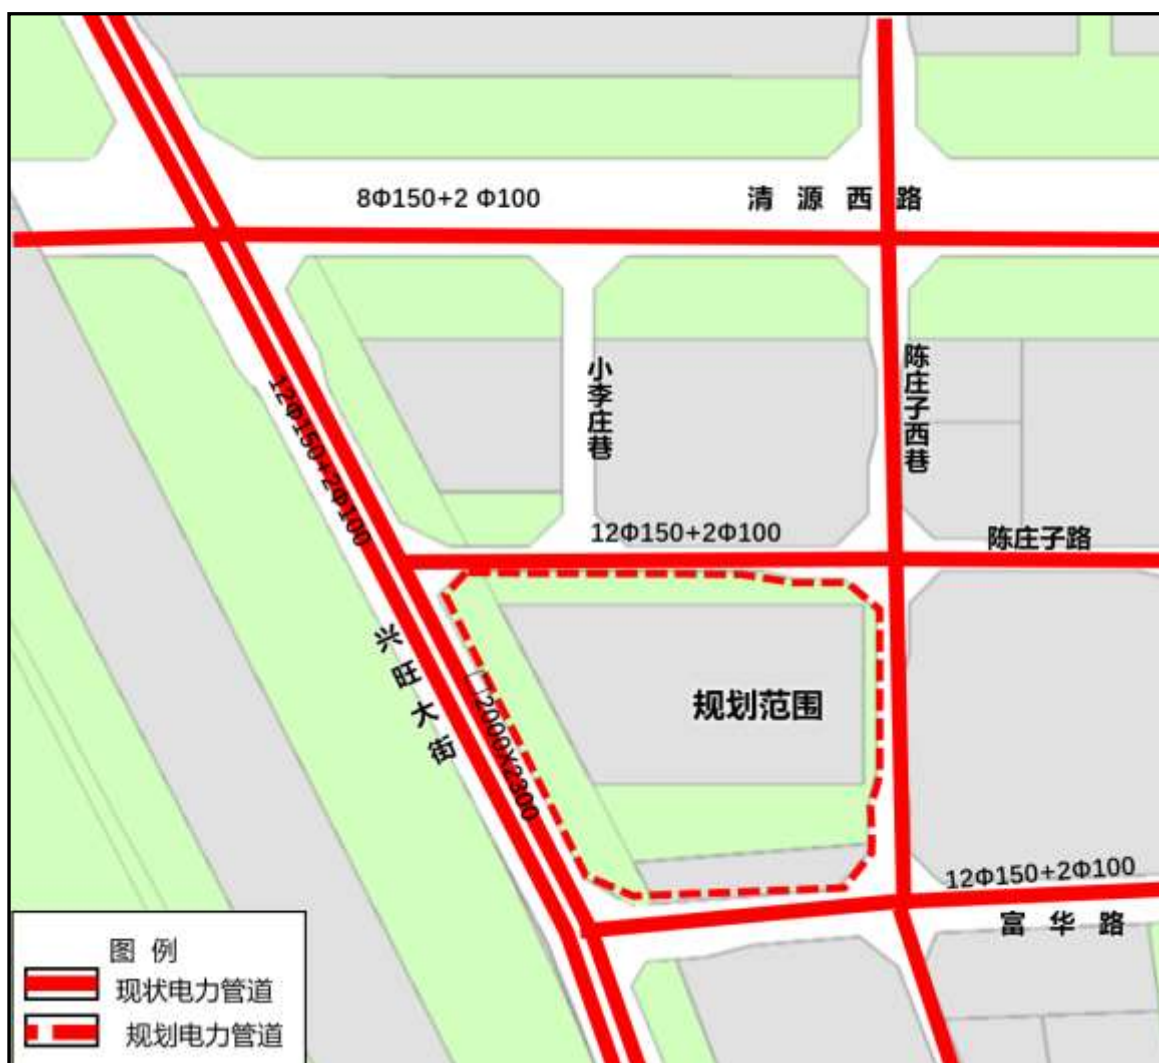 8Φ150+2 Φ100
清源西路
小李庄巷
陈庄子西巷
12Φ150+2Φ100
12Φ150+2Φ100
陈庄子路
兴旺大街
□2000X2300
规划范围
12Φ150+2Φ100
富华路
图例
现状电力管道
规划电力管道